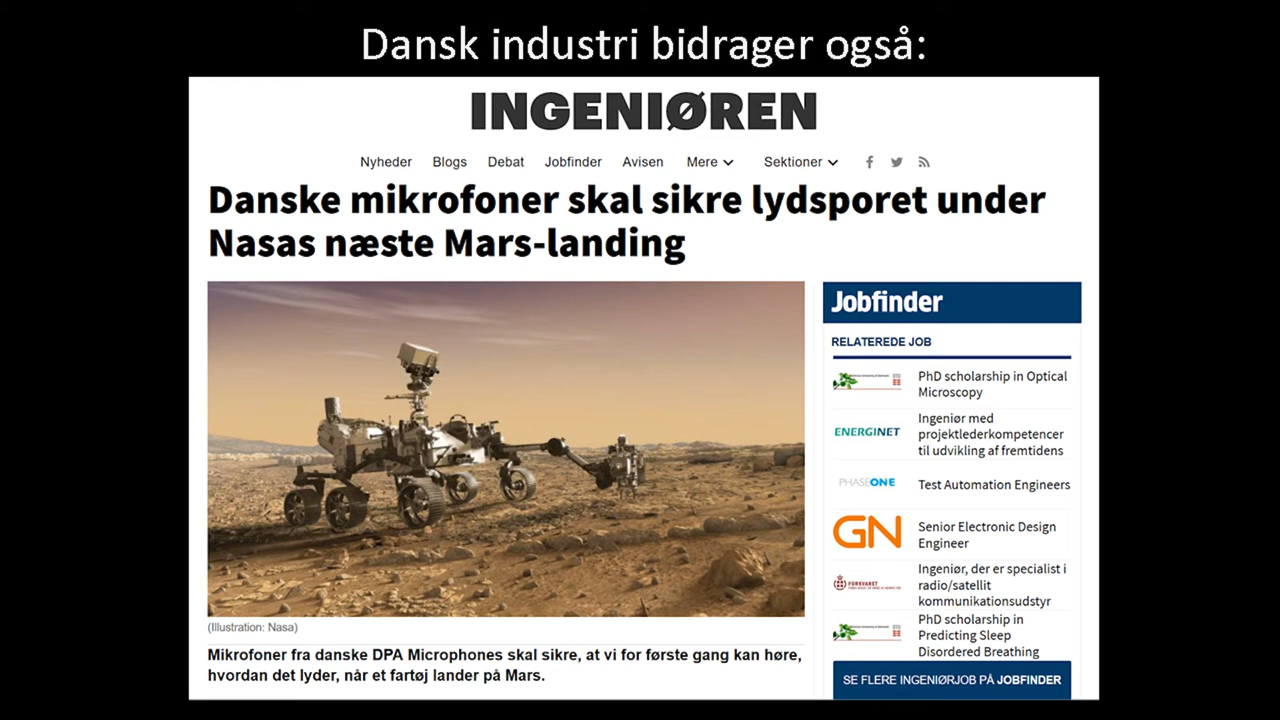 Dansk industri bidrager også:
INGENIØREN
Nyheder Blogs Debat Jobfinder Avisen Mere Sektioner
Danske mikrofoner skal sikre lydsporet under
Nasas næste Mars-landing
(Illustration: Nasa)
Mikrofoner fra danske DPA Microphones skal sikre, at vi for første gang kan høre,
hvordan det lyder, når et fartøj lander på Mars.
Jobfinder
RELATEREDE JOB
PhD scholarship in Optical
Microscopy
ENERGINET
Ingeniør med
projektlederkompetencer
til udvikling af fremtidens
PHASEONE
Test Automation Engineers
GN
Senior Electronic Design
Engineer
FORSVARET
Ingeniør, der er specialist i
radio/satellit
kommunikationsudstyr
PhD scholarship in
Predicting Sleep
Disordered Breathing
SE FLERE INGENIØRJOB PÅ JOBFINDER